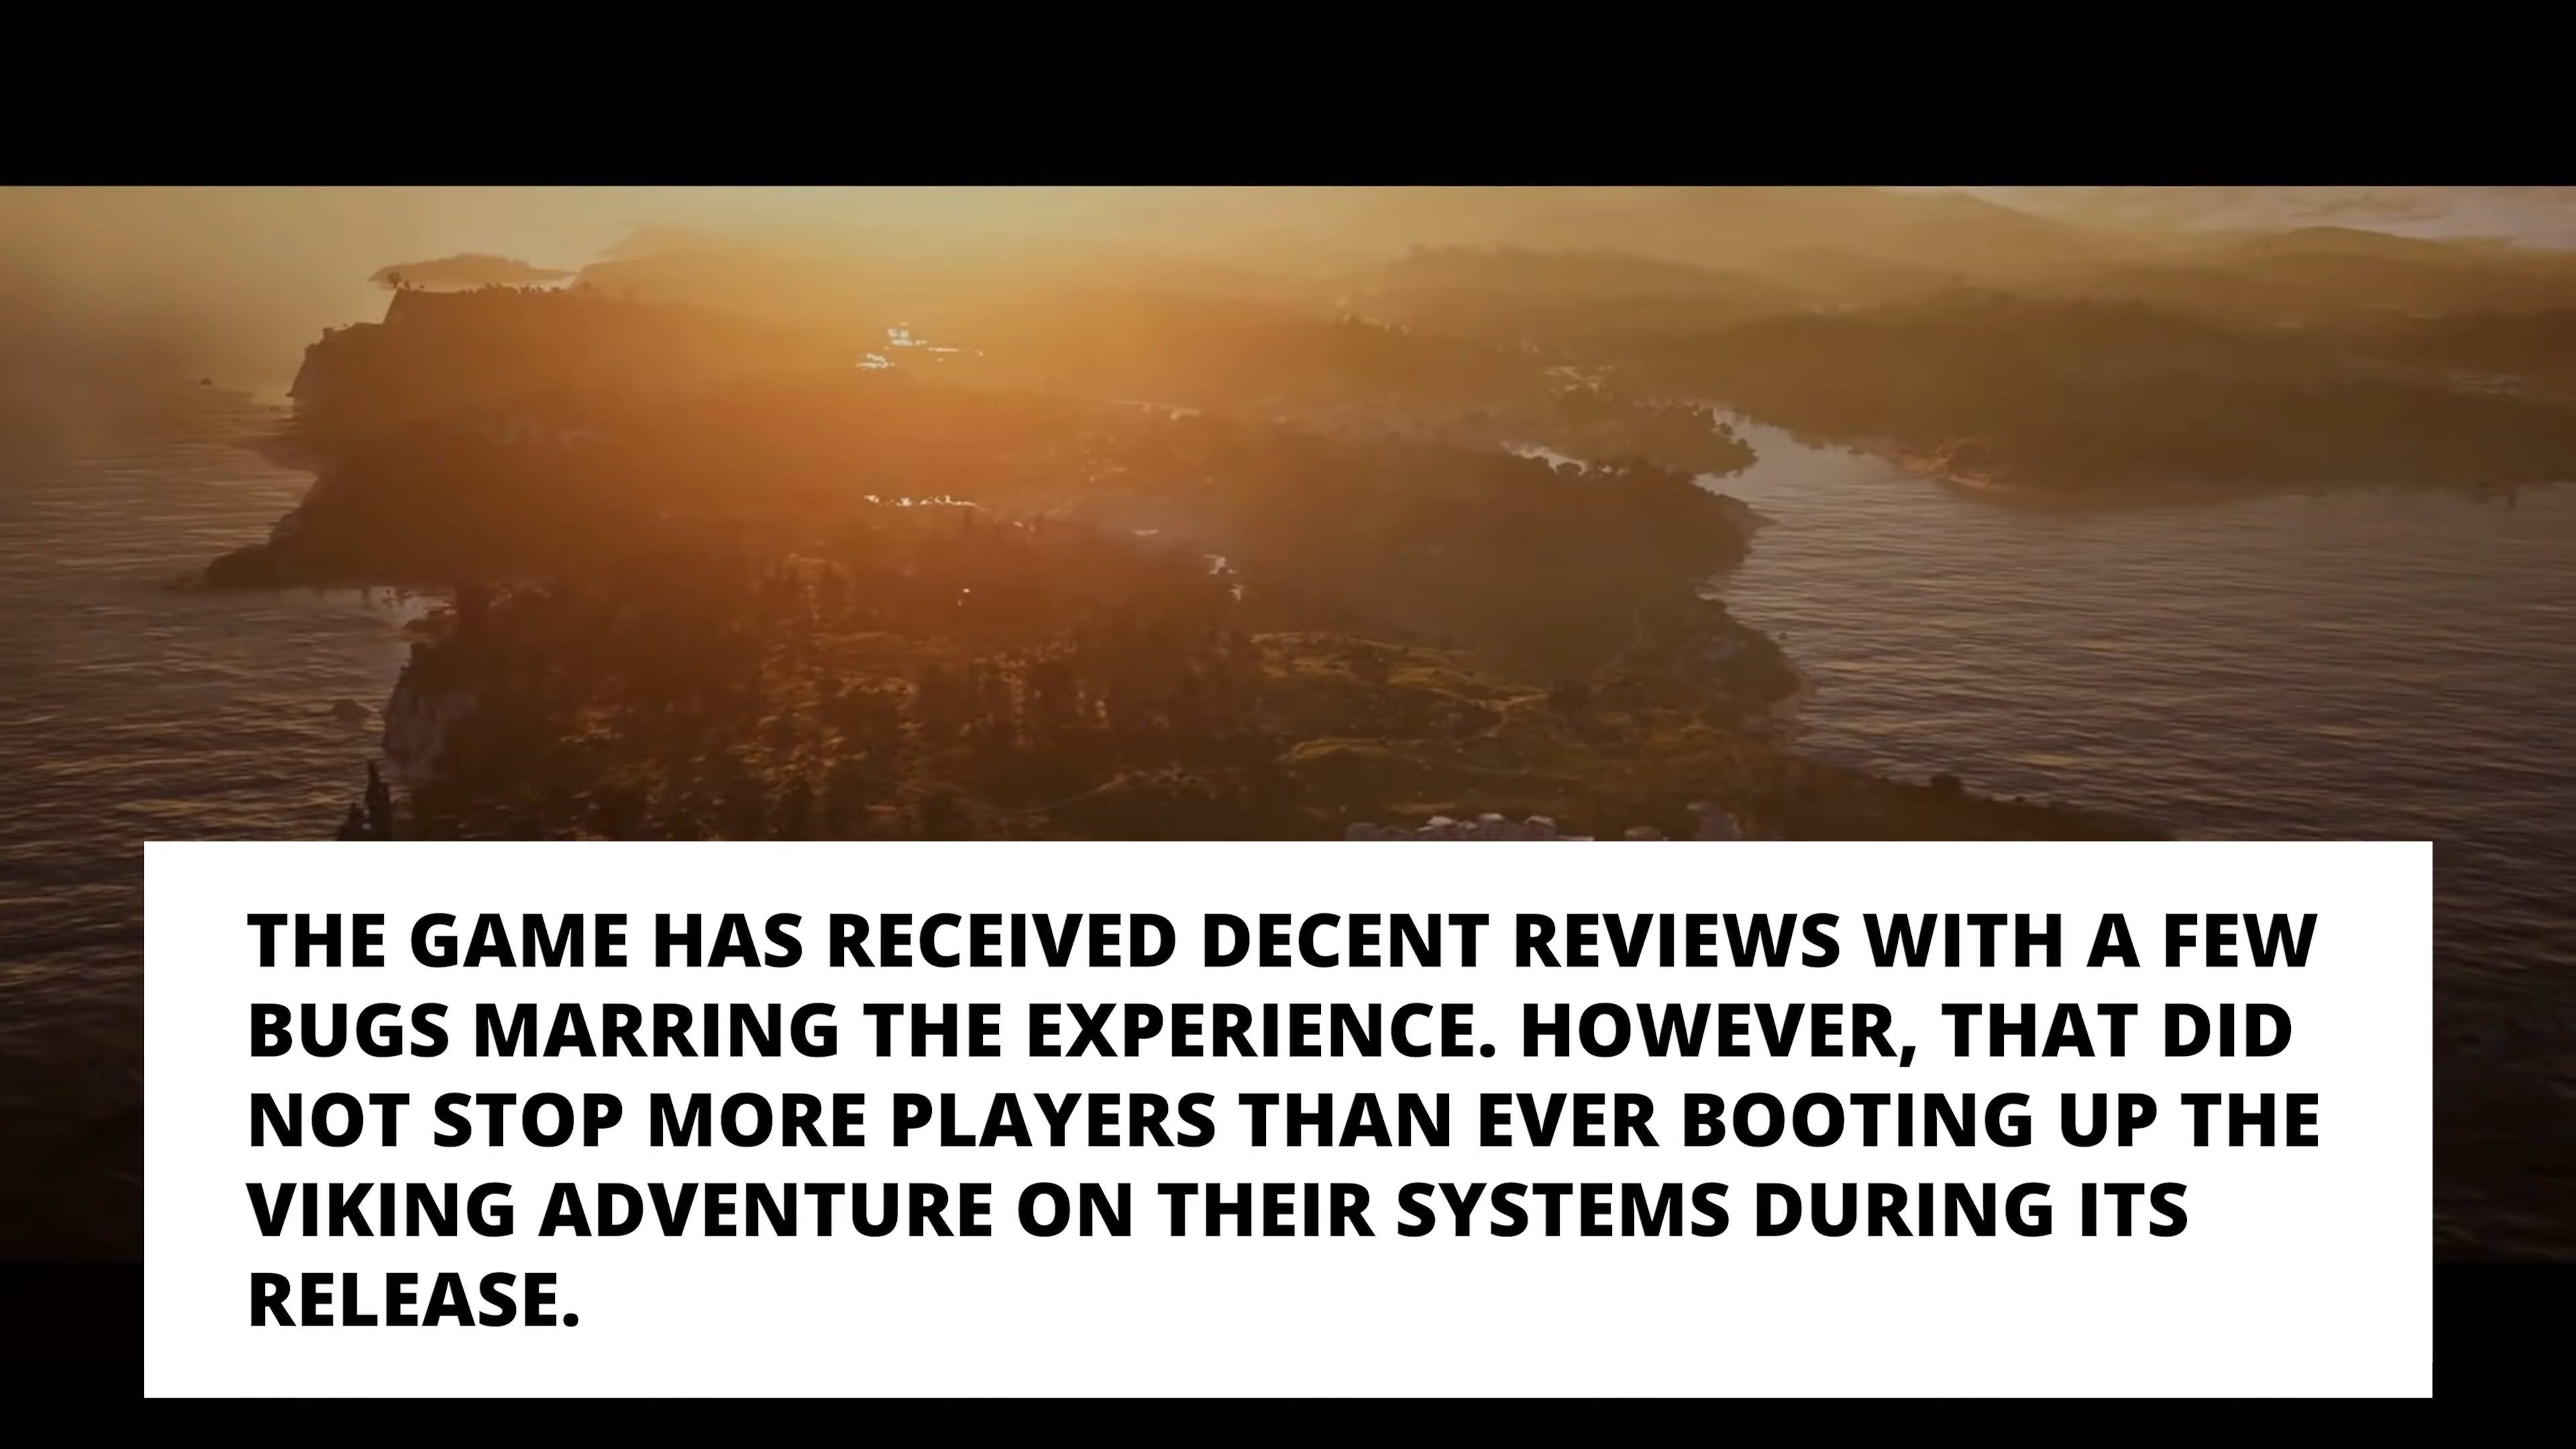 THE GAME HAS RECEIVED DECENT REVIEWS WITH A FEW
BUGS MARRING THE EXPERIENCE. HOWEVER, THAT DID
NOT STOP MORE PLAYERS THAN EVER BOOTING UP THE
VIKING ADVENTURE ON THEIR SYSTEMS DURING ITS
RELEASE.